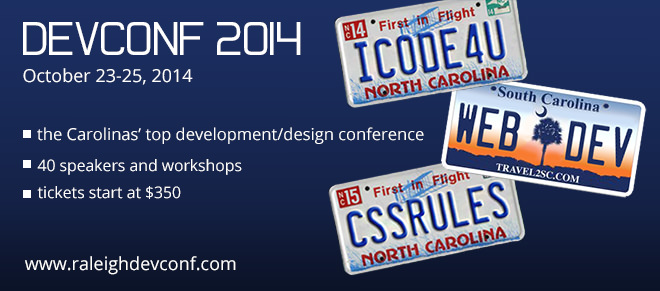 DEVCONF 2014
October 23-25, 2014
the Carolinas' top development/design conference
40 speakers and workshops
tickets start at $350
www.raleighdevconf.com
NC 14 First in Flight
ICODE4U
NORTH CAROLINA
South Carolina
WEB DEV
TRAVEL2SC.COM
NC 15 First in Flight
CSSRULES
NORTH CAROLINA